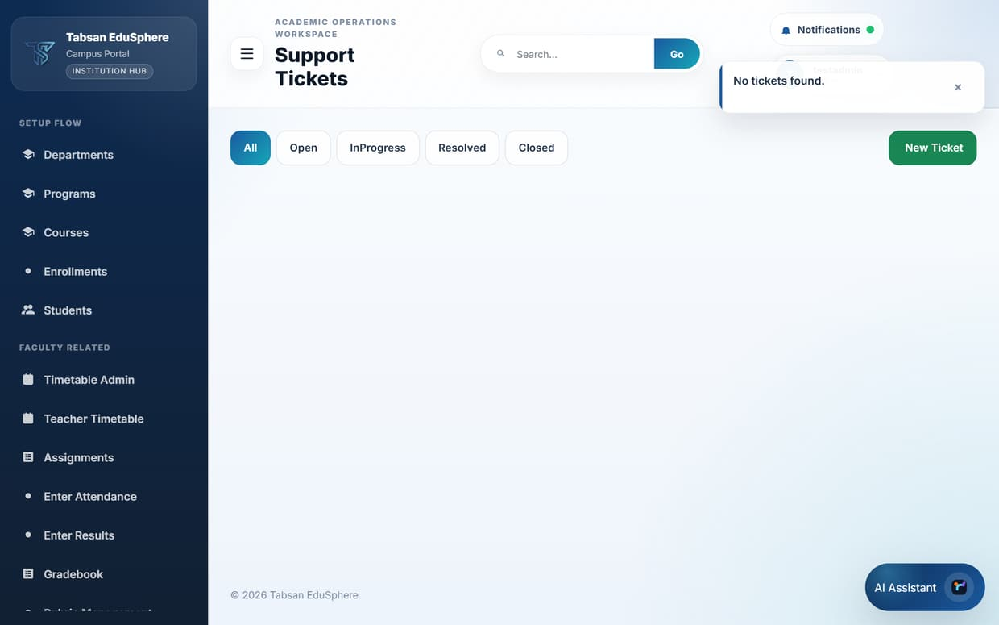 Tabsan EduSphere
Campus Portal
INSTITUTION HUB
SETUP FLOW
Departments
Programs
Courses
Enrollments
Students
FACULTY RELATED
Timetable Admin
Teacher Timetable
Assignments
Enter Attendance
Enter Results
Gradebook
ACADEMIC OPERATIONS
WORKSPACE
Support
Tickets
Search...
Go
Notifications
No tickets found.
×
All
Open
InProgress
Resolved
Closed
New Ticket
© 2026 Tabsan EduSphere
AI Assistant